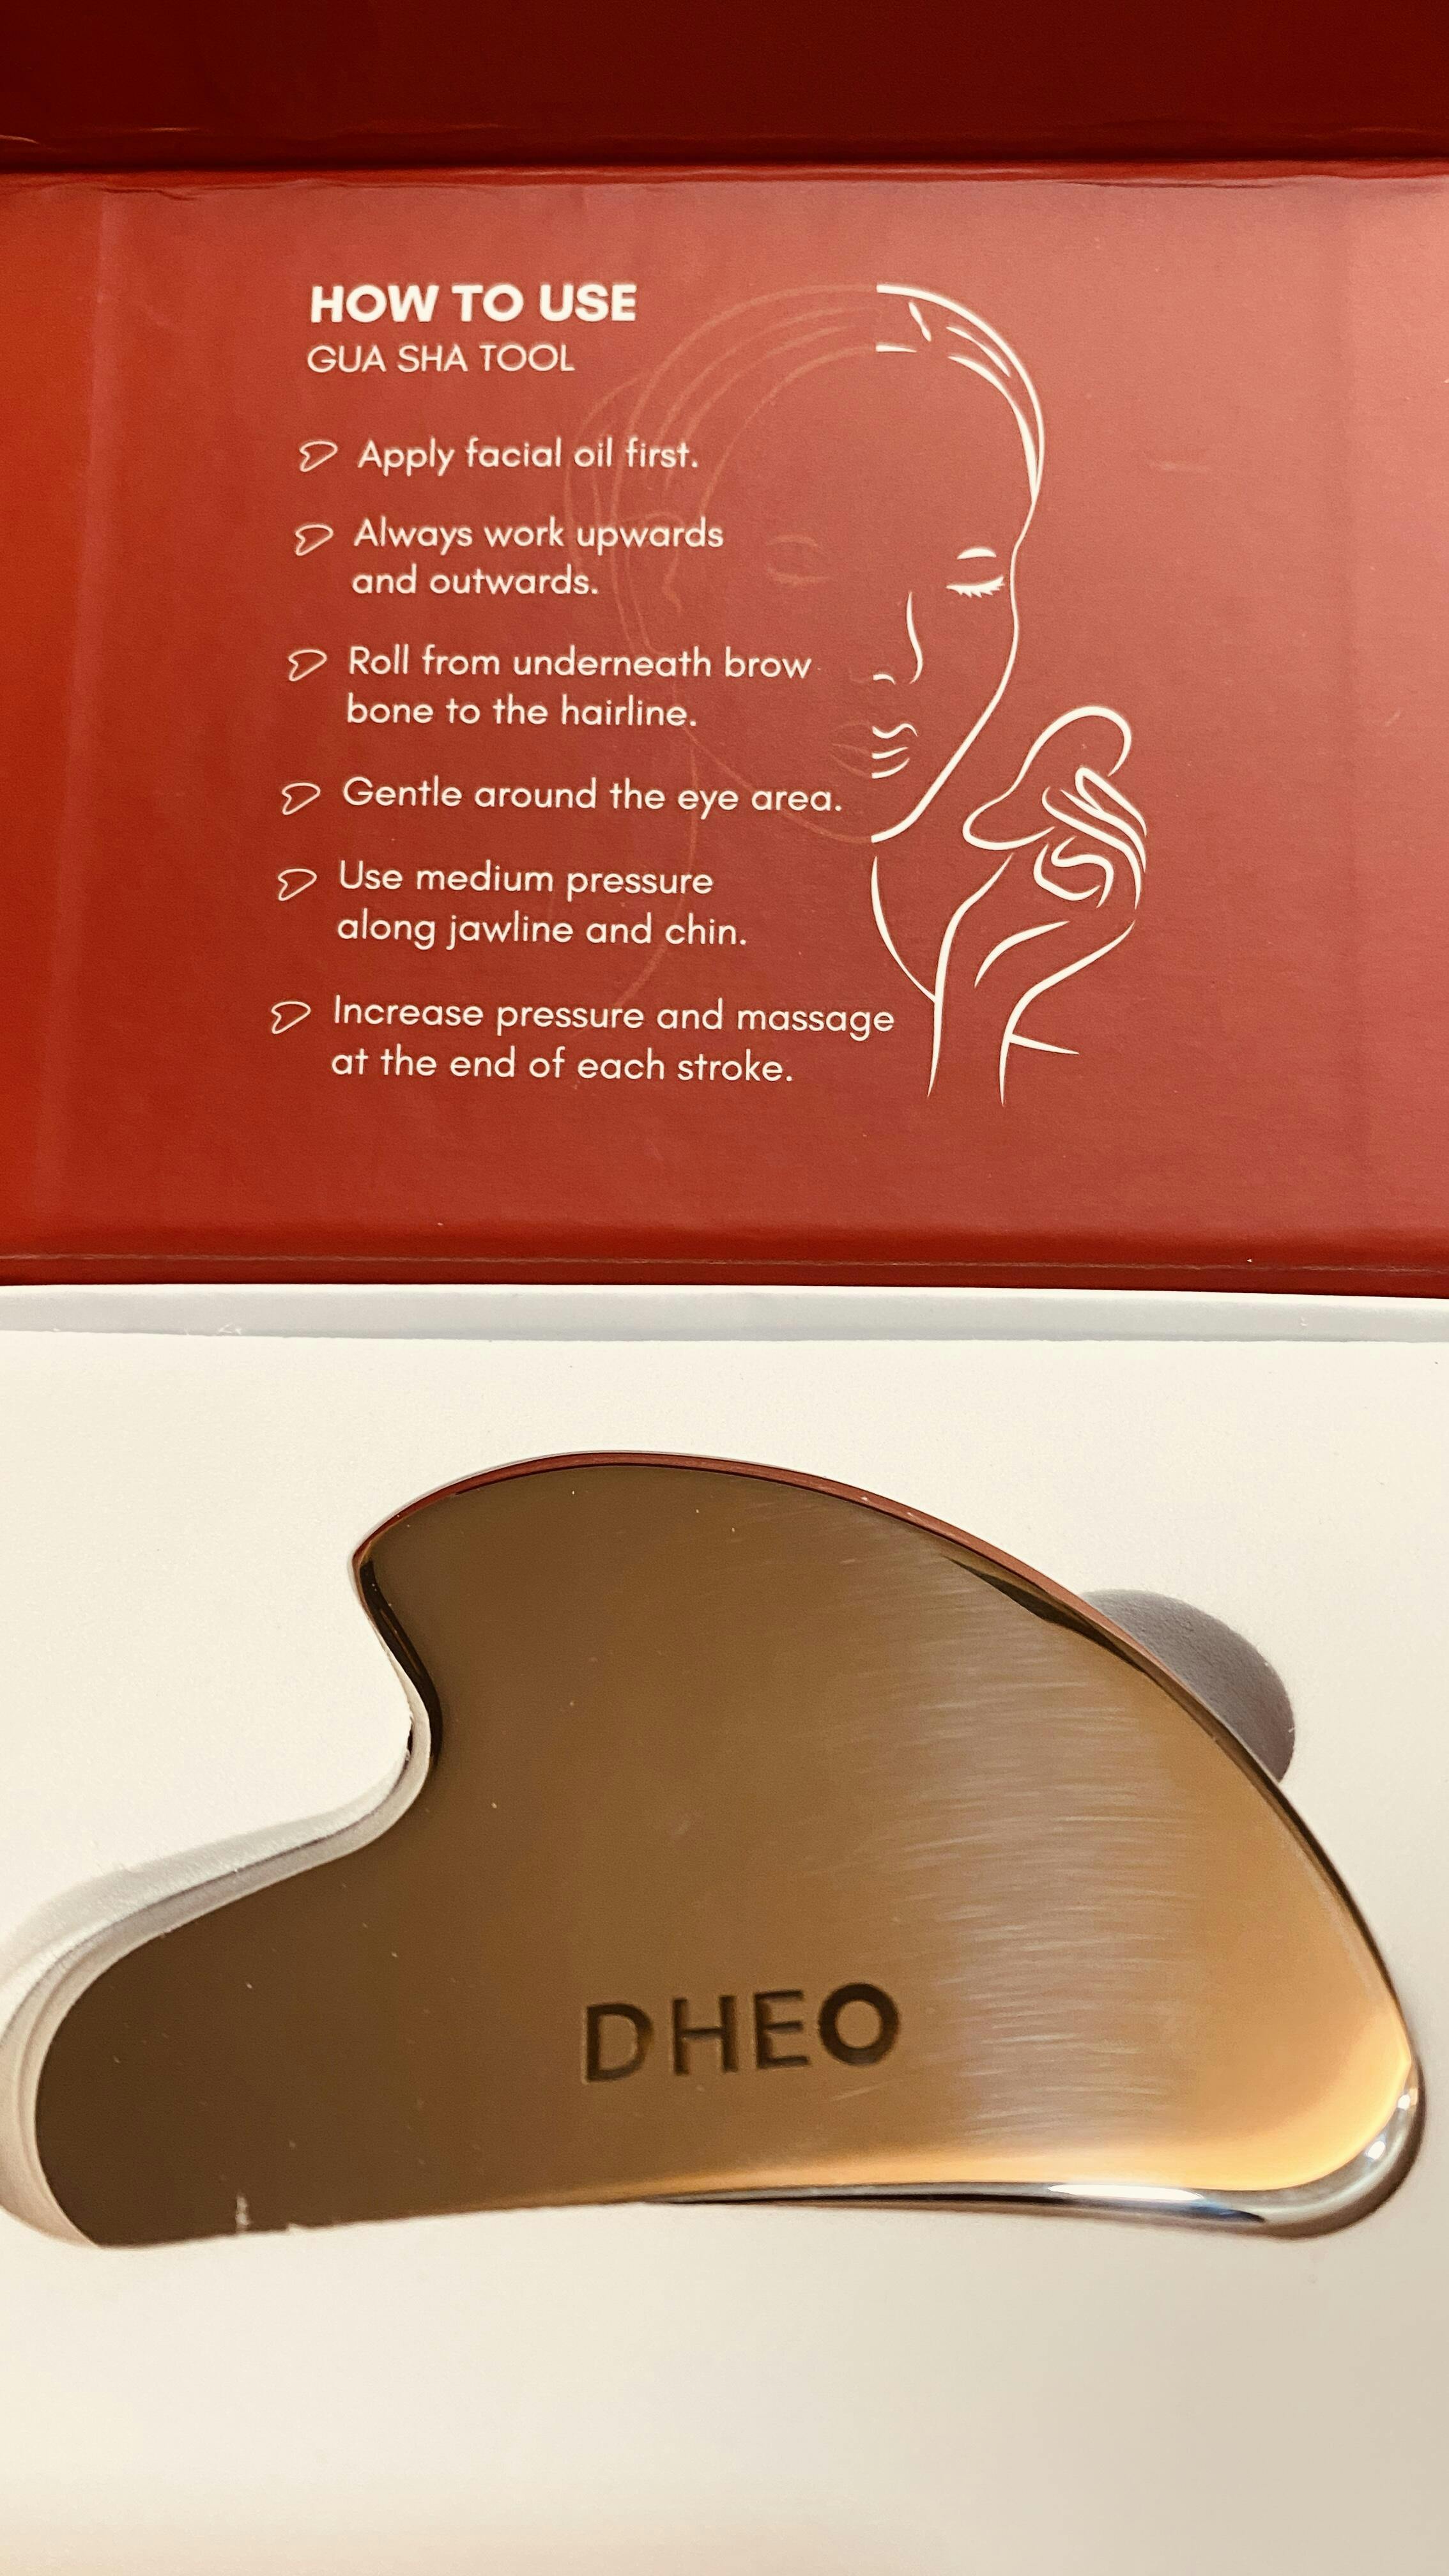 HOW TO USE
GUA SHA TOOL
Apply facial oil first.
Always work upwards
and outwards.
Roll from underneath brow
bone to the hairline.
Gentle around the eye area.
Use medium pressure
along jawline and chin.
Increase pressure and massage
at the end of each stroke.
DHEO